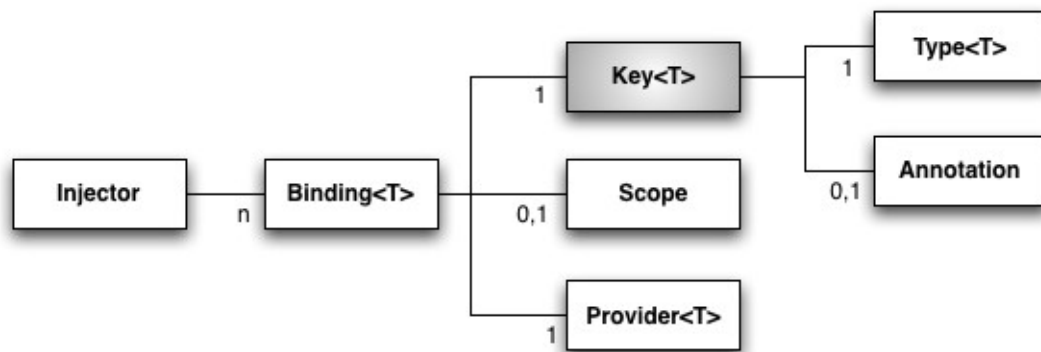 Type<T>
Key<T>
1
1
Annotation
Injector
Binding<T>
Scope
0,1
n
0,1
Provider<T>
1